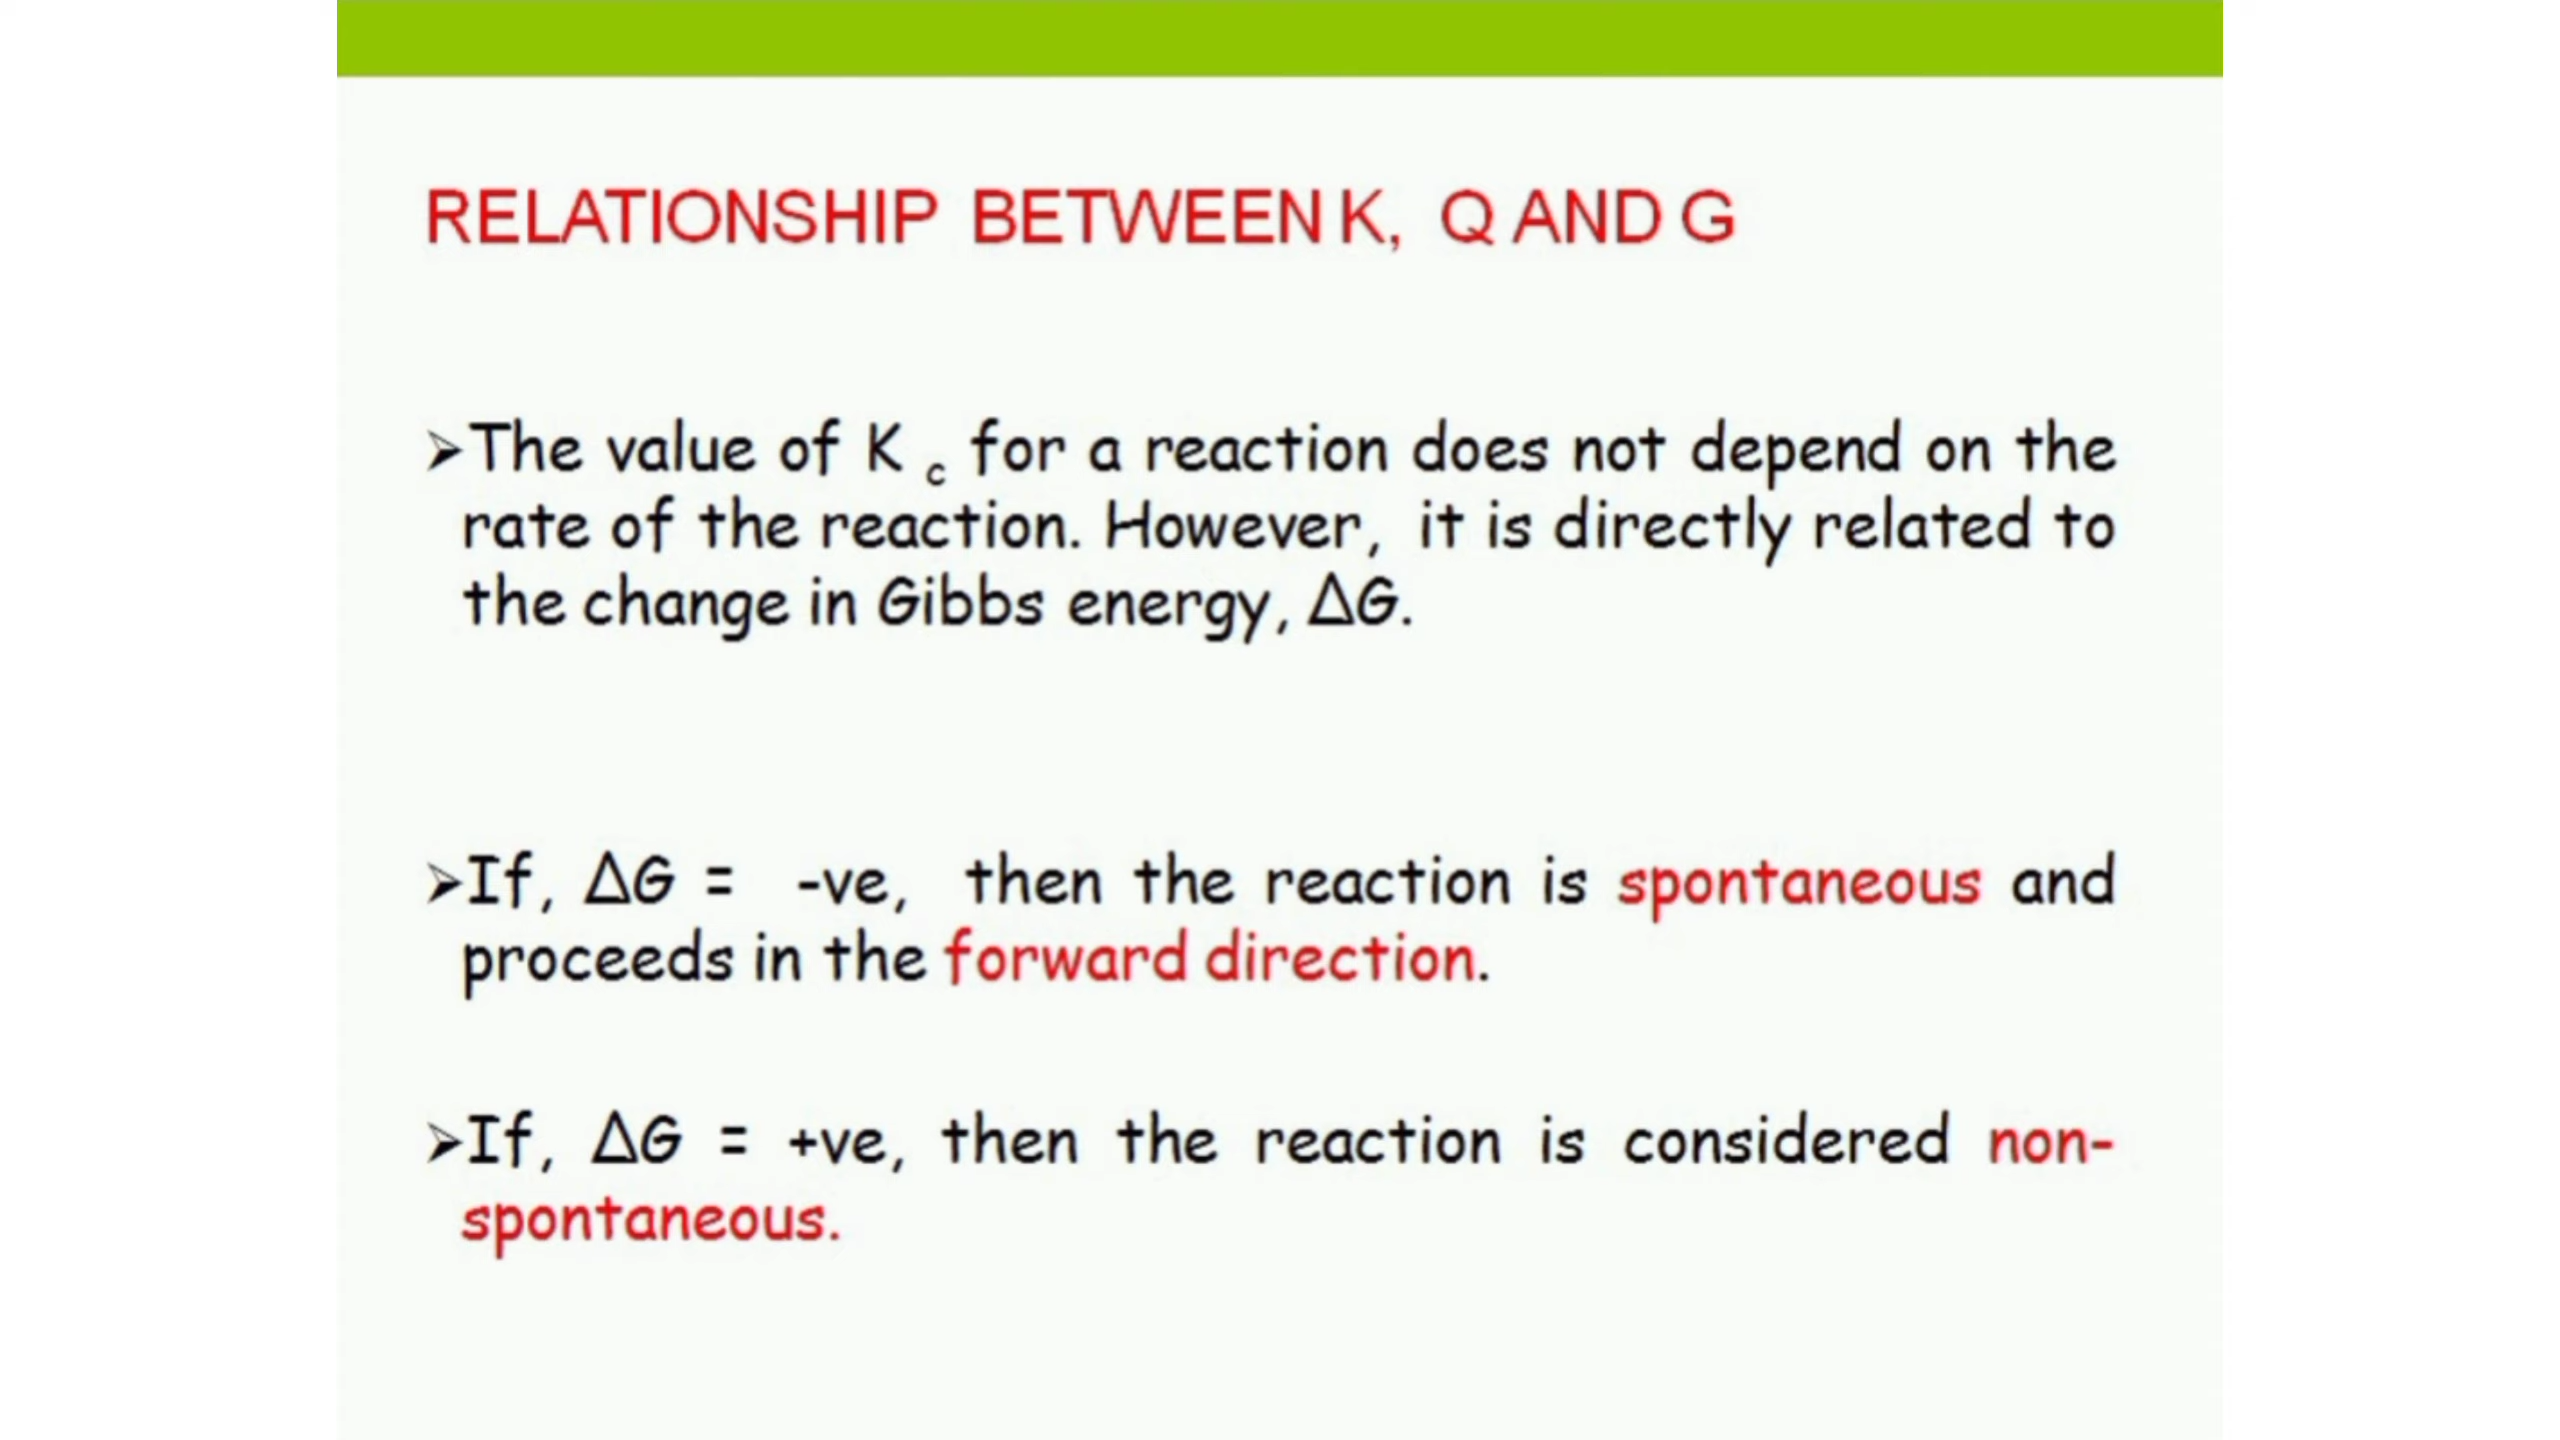 RELATIONSHIP BETWEEN K, Q AND G
➢The value of K c for a reaction does not depend on the
rate of the reaction. However, it is directly related to
the change in Gibbs energy, ΔG.
➢If, ΔG = -ve, then the reaction is spontaneous and
proceeds in the forward direction.
➢If, ΔG = +ve, then the reaction is considered non-
spontaneous.